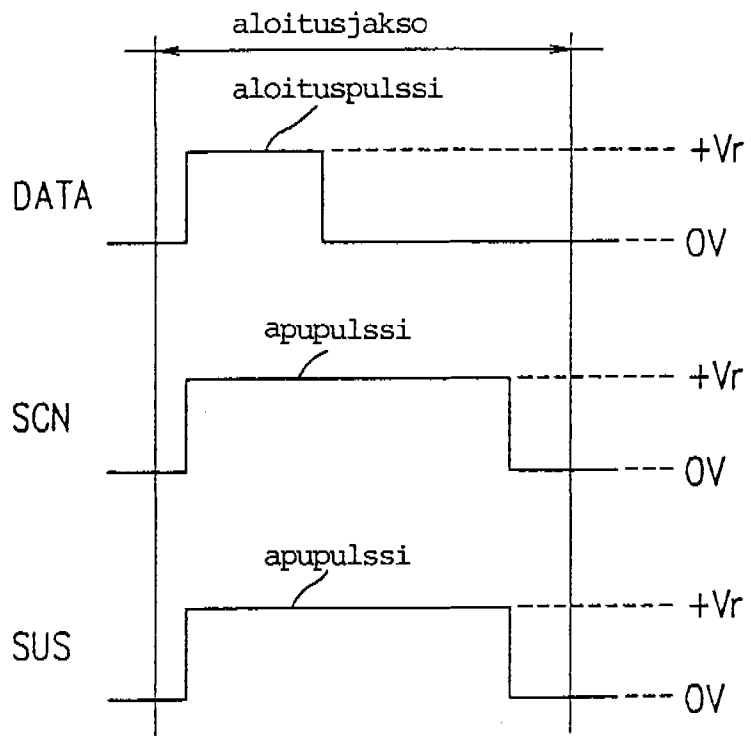 aloitusjakso
aloituspulssi
+Vr
DATA
0V
apupulssi
+Vr
SCN
0V
apupulssi
+Vr
SUS
0V